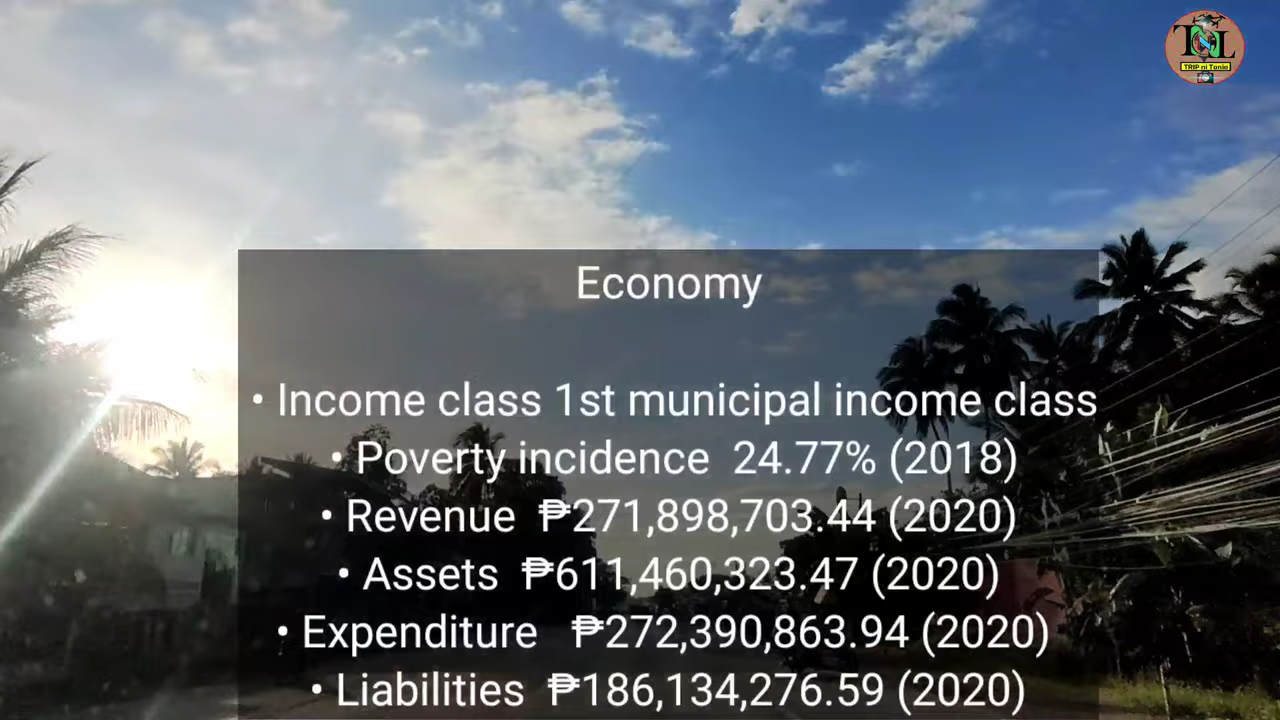 TNL
TRIP ni Tonio
Economy
• Income class 1st municipal income class
• Poverty incidence 24.77% (2018)
• Revenue ₱271,898,703.44 (2020)
• Assets ₱611,460,323.47 (2020)
• Expenditure ₱272,390,863.94 (2020)
• Liabilities ₱186,134,276.59 (2020)